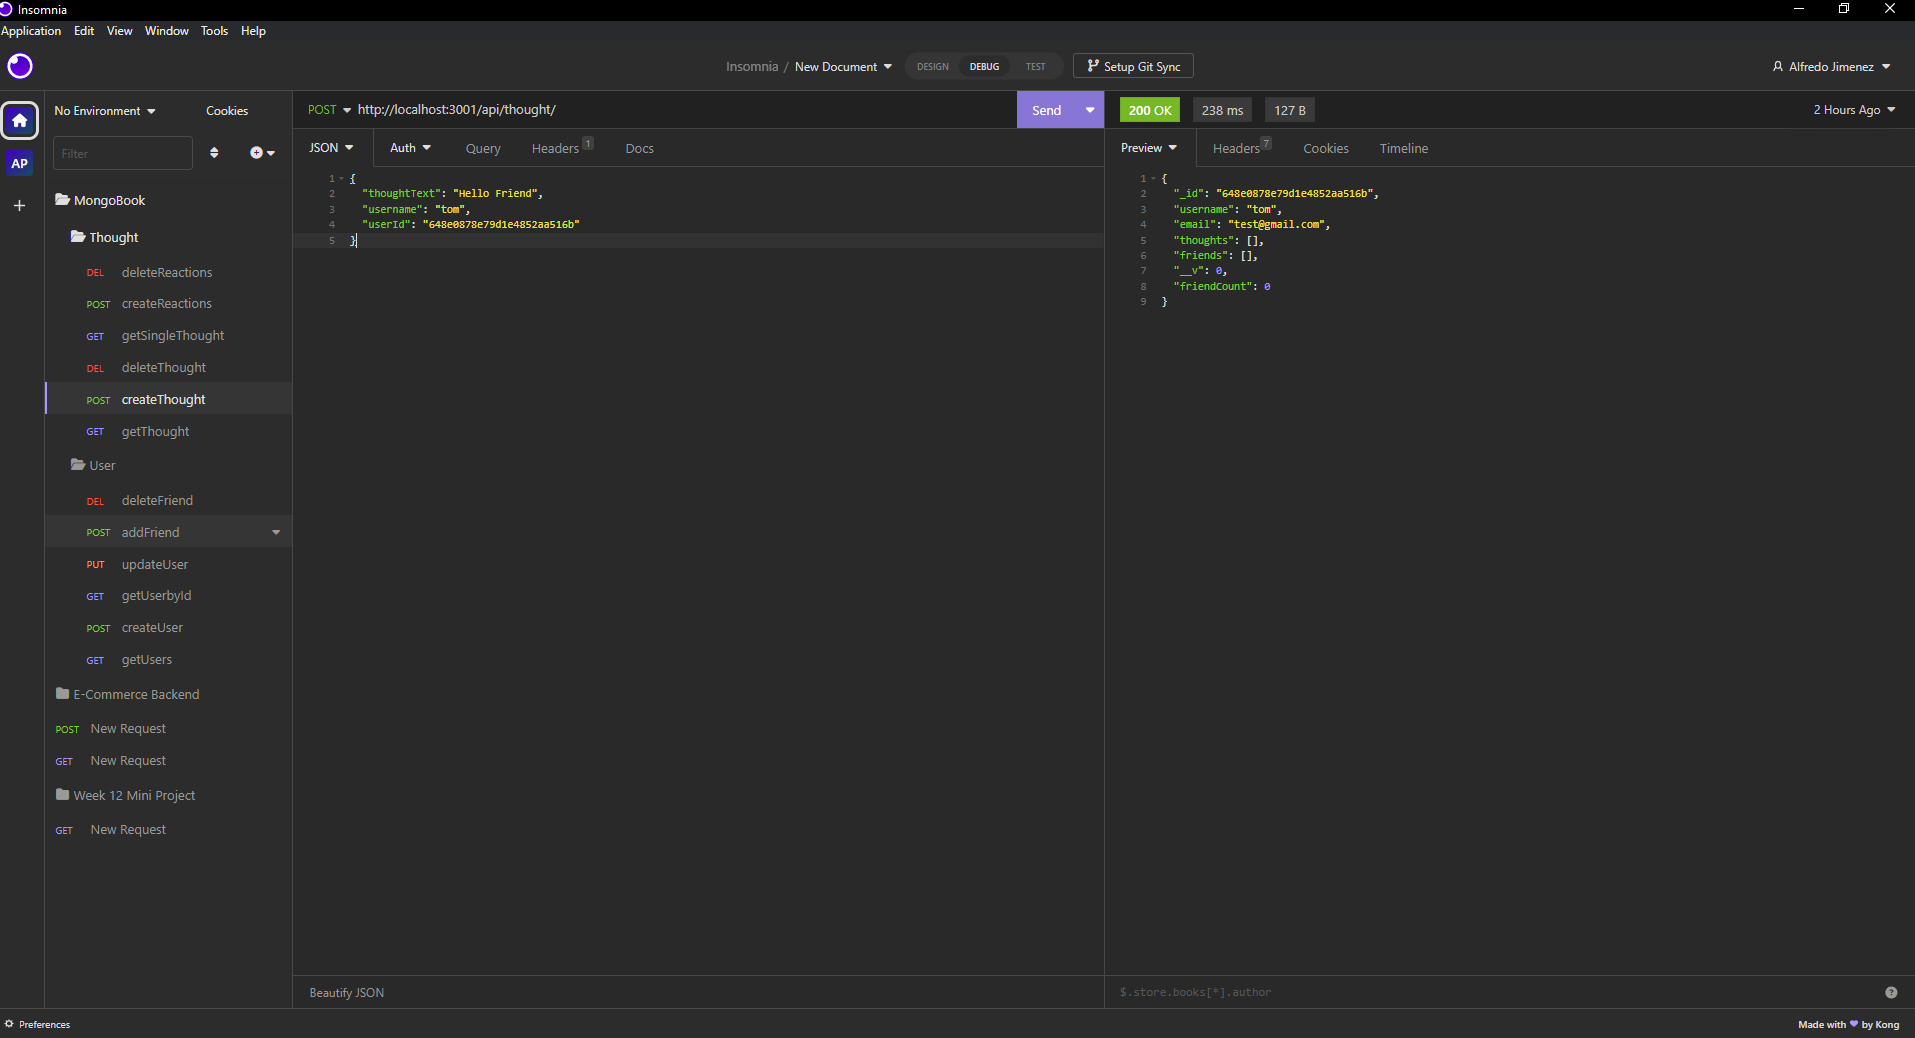 Insomnia
Application Edit View Window Tools Help
Insomnia / New Document DESIGN DEBUG TEST Setup Git Sync Alfredo Jimenez
No Environment Cookies
Filter
AP
MongoBook
Thought
DEL deleteReactions
POST createReactions
GET getSingleThought
DEL deleteThought
POST createThought
GET getThought
User
DEL deleteFriend
POST addFriend
PUT updateUser
GET getUserbyId
POST createUser
GET getUsers
E-Commerce Backend
POST New Request
GET New Request
Week 12 Mini Project
GET New Request
POST http://localhost:3001/api/thought/ Send
JSON Auth Query Headers 1 Docs
1 {
2 "thoughtText": "Hello Friend",
3 "username": "tom",
4 "userId": "648e0878e79d1e4852aa516b"
5 }
Beautify JSON
200 OK 238 ms 127 B 2 Hours Ago
Preview Headers 7 Cookies Timeline
1 {
2 "_id": "648e0878e79d1e4852aa516b",
3 "username": "tom",
4 "email": "test@gmail.com",
5 "thoughts": [],
6 "friends": [],
7 "__v": 0,
8 "friendCount": 0
9 }
$.store.books[*].author
Preferences
Made with ❤ by Kong